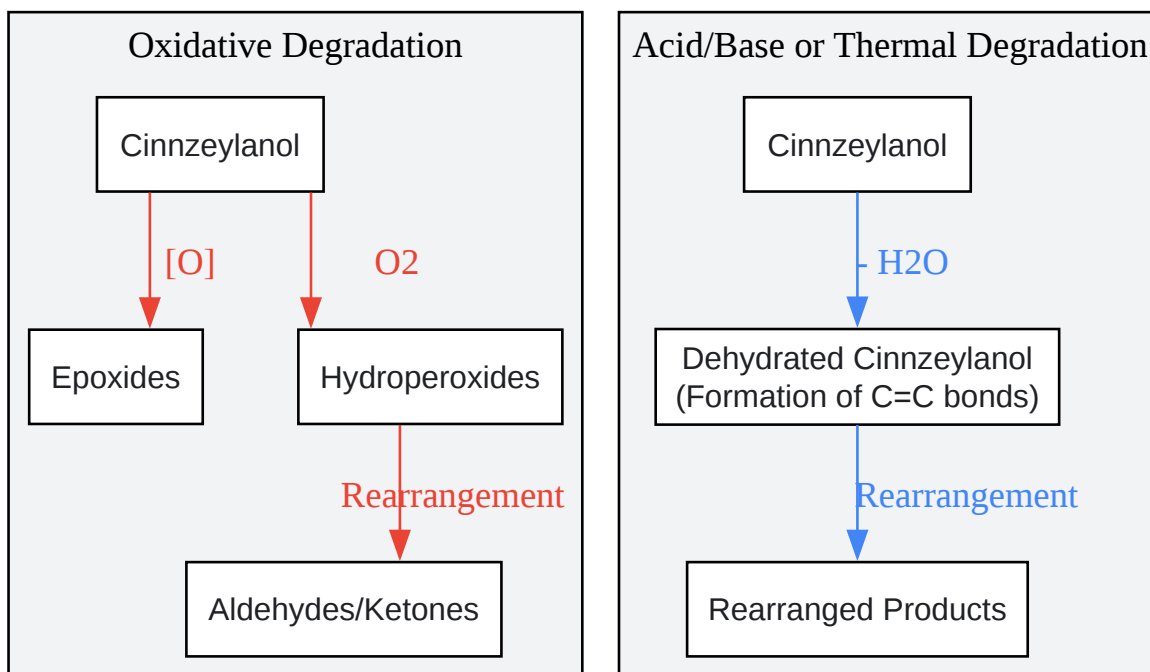 Oxidative Degradation
Cinnzeylanol
[O]
O2
Epoxides
Hydroperoxides
Rearrangement
Aldehydes/Ketones
Acid/Base or Thermal Degradation
Cinnzeylanol
- H2O
Dehydrated Cinnzeylanol
(Formation of C=C bonds)
Rearrangement
Rearranged Products